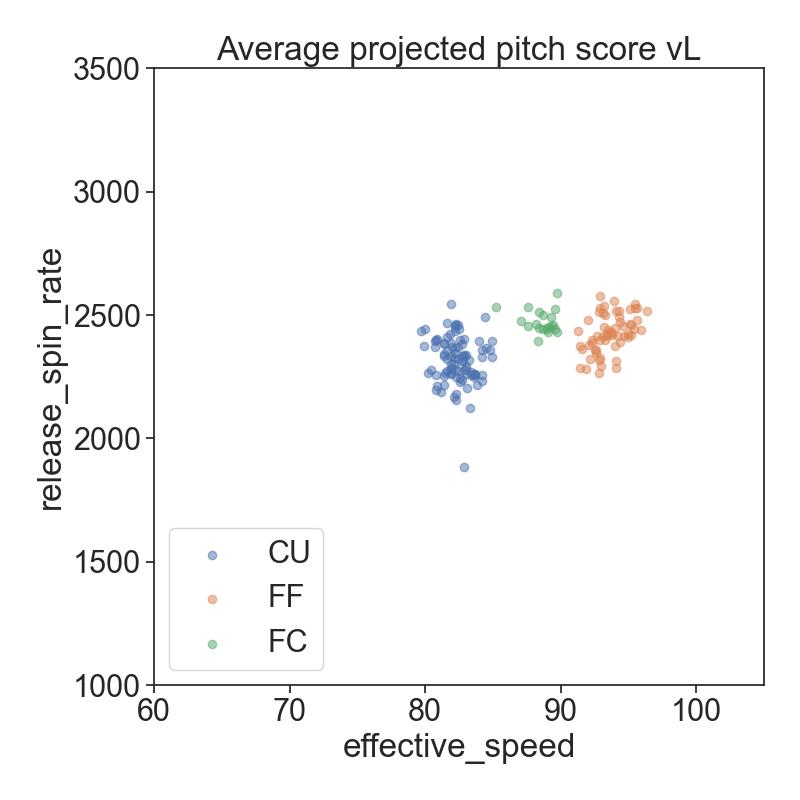 Average projected pitch score vL
3500
3000
2500
2000
1500
1000
release_spin_rate
CU
FF
FC
60 70 80 90 100
effective_speed